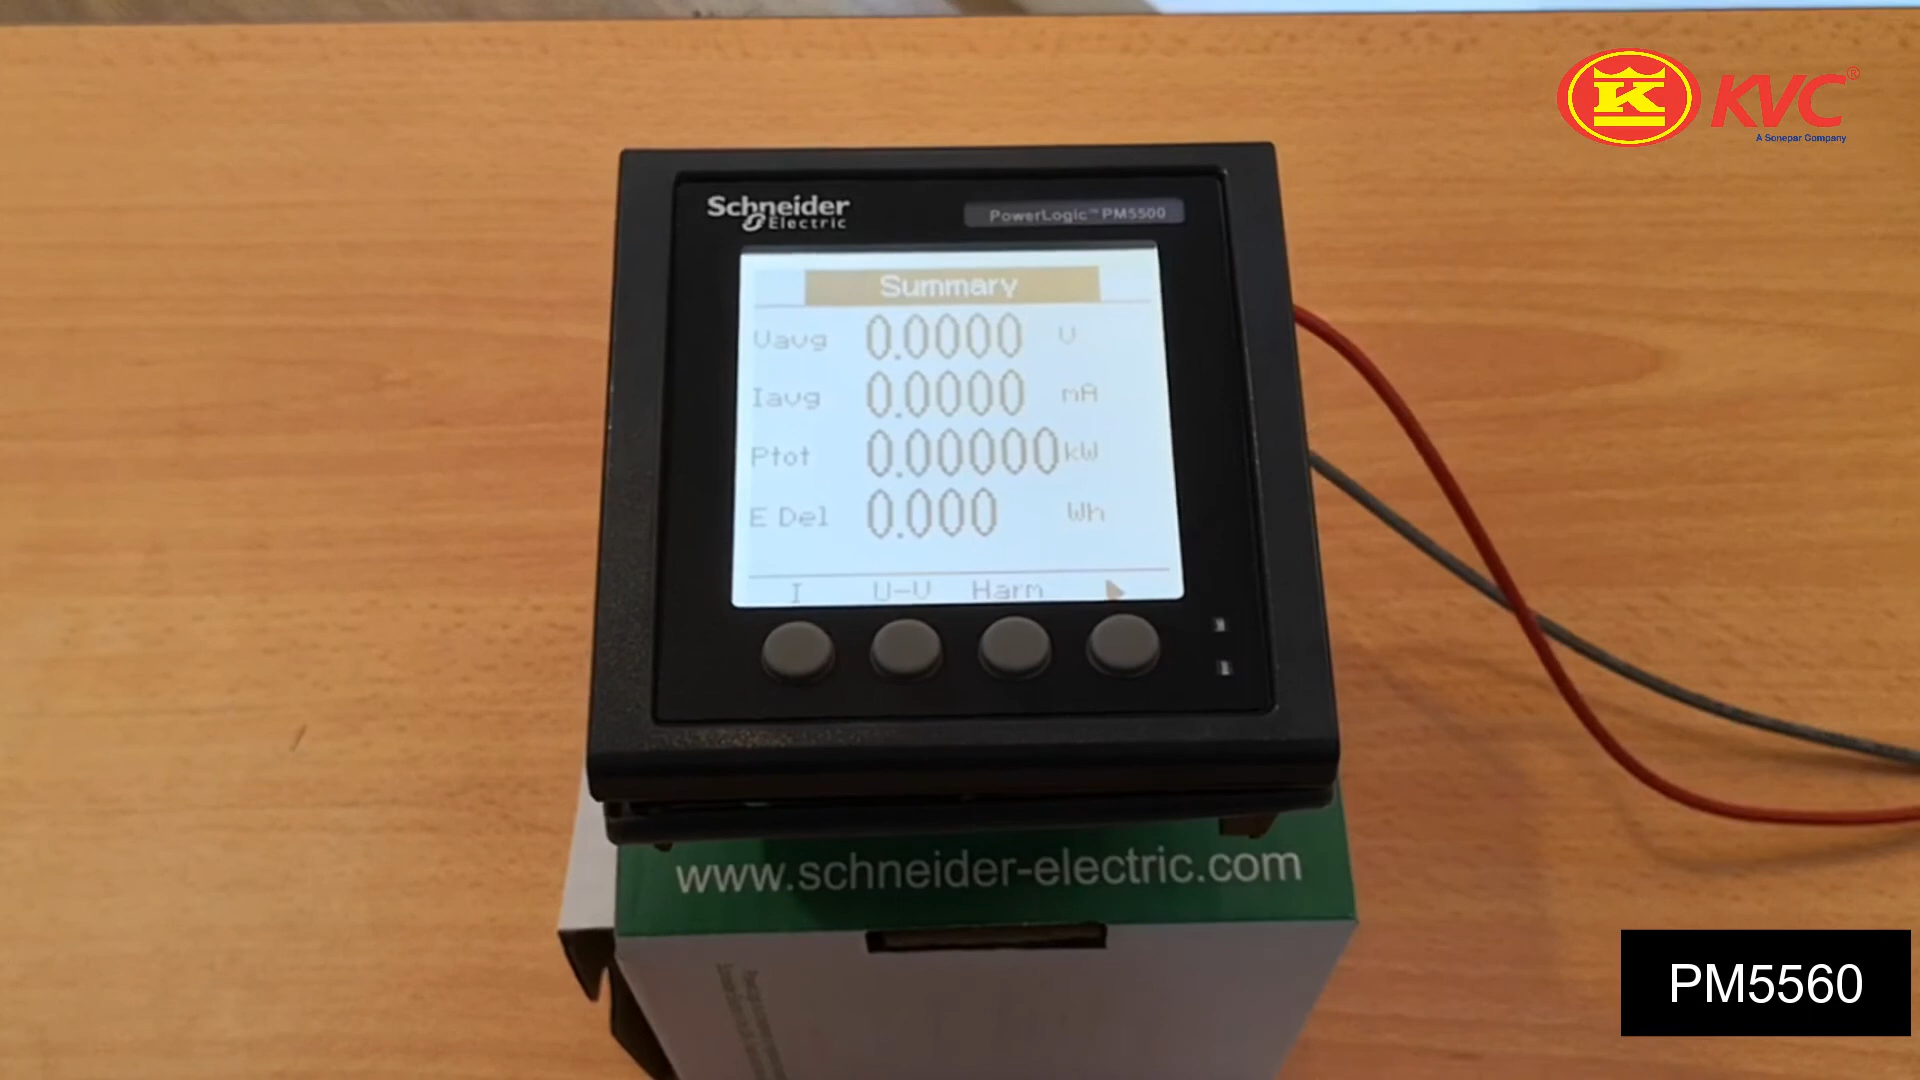 KVC®
A Sonepar Company
Schneider
Electric
PowerLogic™ PM5500
Summary
Vavg 0.0000 V
Iavg 0.0000 mA
Ptot 0.00000 kW
E Del 0.000 Wh
I U-V Harm
www.schneider-electric.com
PM5560